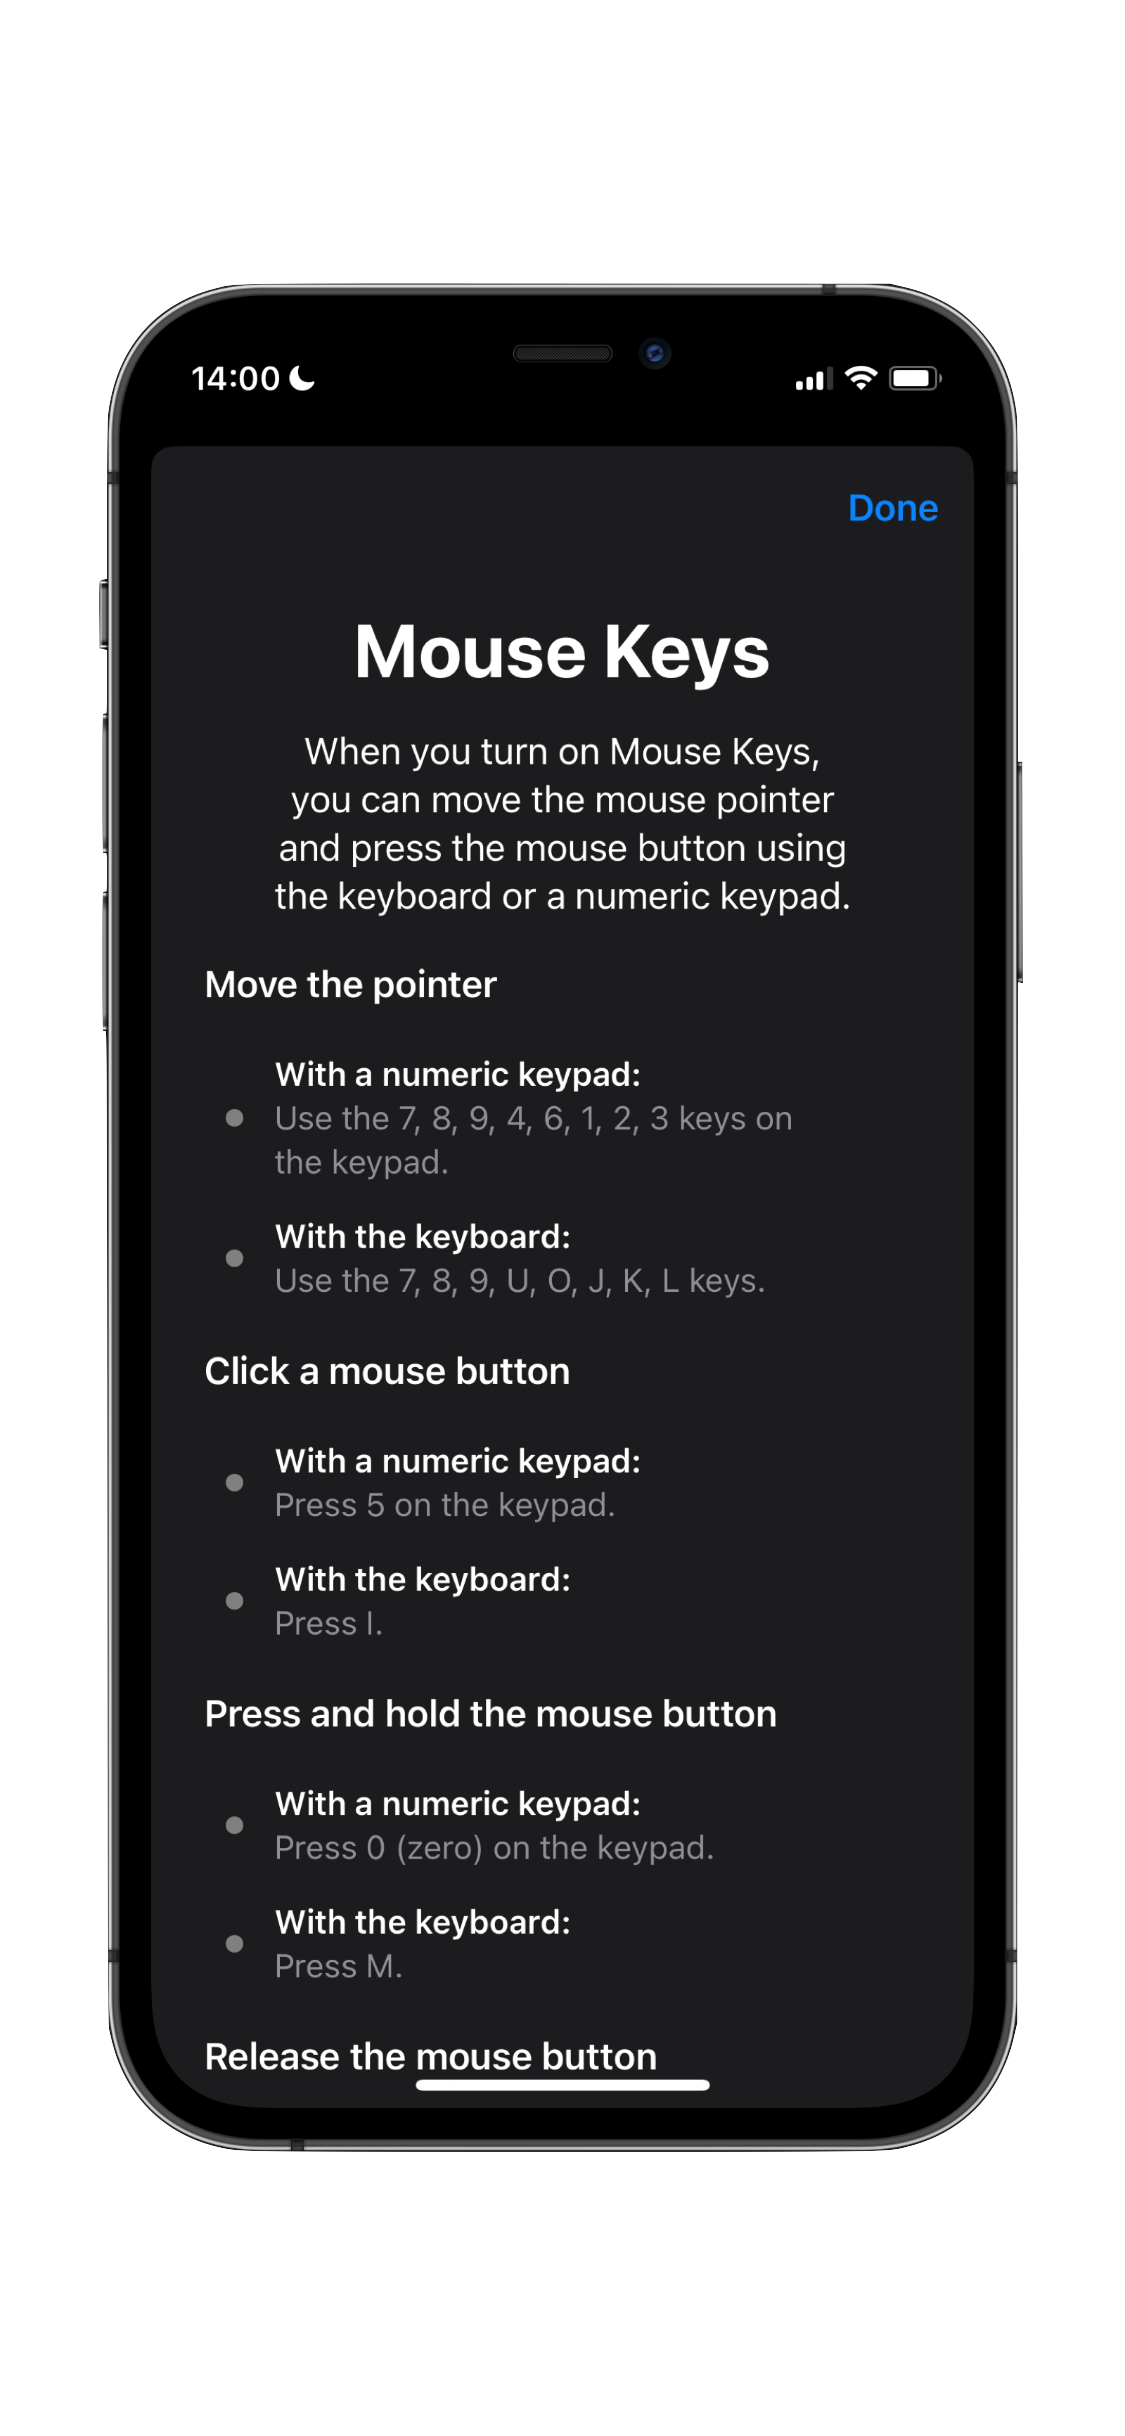 14:00
Done
Mouse Keys
When you turn on Mouse Keys,
you can move the mouse pointer
and press the mouse button using
the keyboard or a numeric keypad.
Move the pointer
With a numeric keypad:
Use the 7, 8, 9, 4, 6, 1, 2, 3 keys on
the keypad.
With the keyboard:
Use the 7, 8, 9, U, O, J, K, L keys.
Click a mouse button
With a numeric keypad:
Press 5 on the keypad.
With the keyboard:
Press I.
Press and hold the mouse button
With a numeric keypad:
Press 0 (zero) on the keypad.
With the keyboard:
Press M.
Release the mouse button